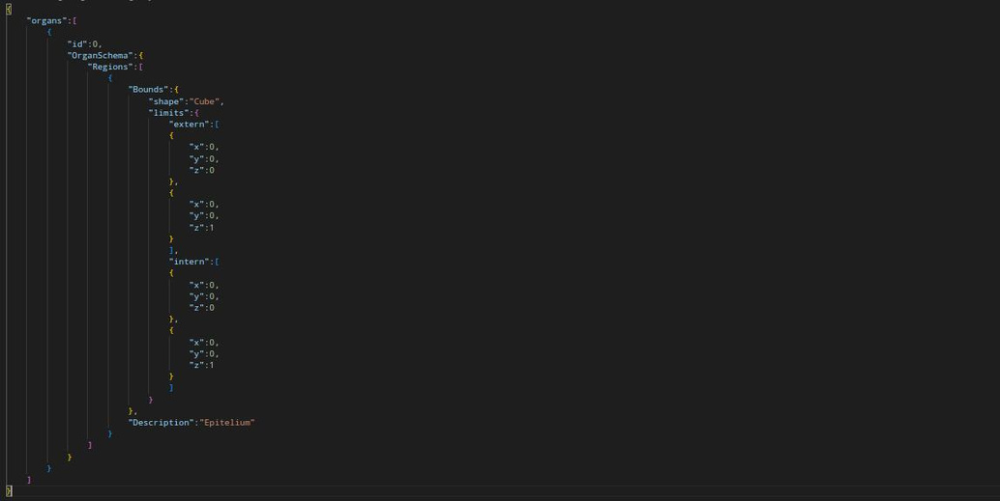 {
"organs":[
{
"id":0,
"OrganSchema":{
"Regions":[
{
"Bounds":{
"shape":"Cube",
"limits":{
"extern":[
{
"x":0,
"y":0,
"z":0
},
{
"x":0,
"y":0,
"z":1
}
],
"intern":[
{
"x":0,
"y":0,
"z":0
},
{
"x":0,
"y":0,
"z":1
}
]
}
},
"Description":"Epitelium"
}
]
}
}
]
}